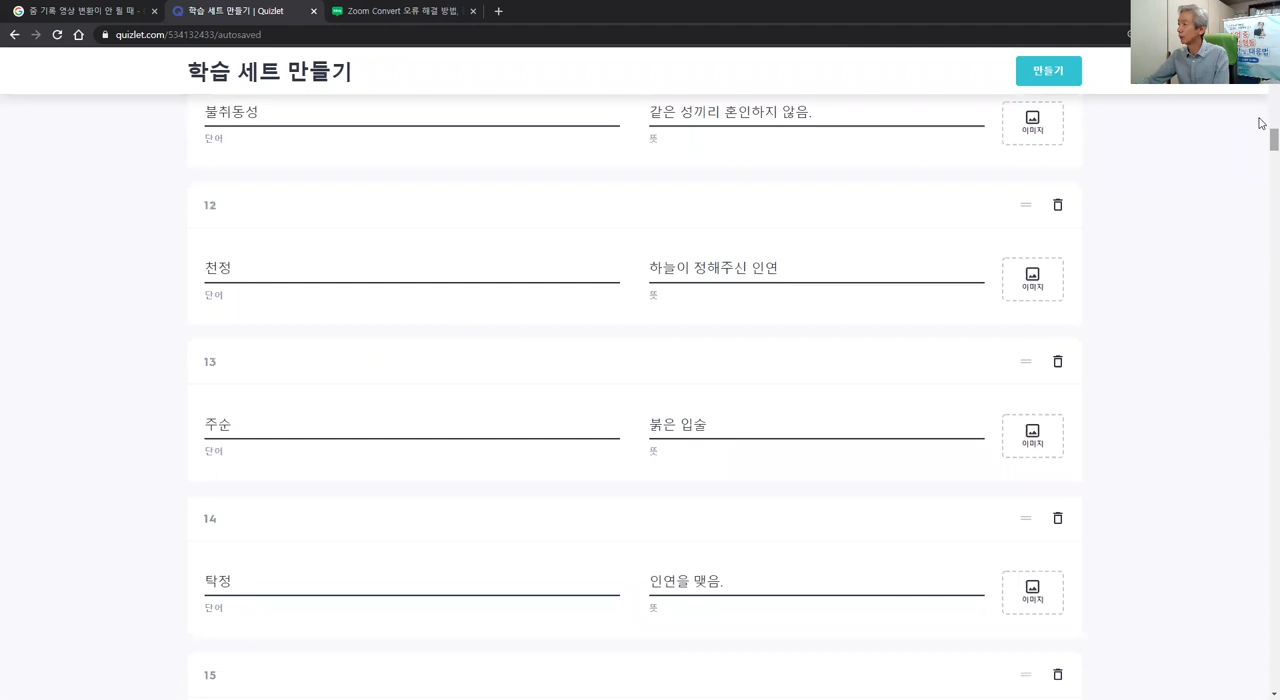 줌 기록 영상 변환이 안 될 때 -
학습 세트 만들기 | Quizlet
Zoom Convert 오류 해결 방법,
quizlet.com/534132433/autosaved
학습 세트 만들기
만들기
불취동성
같은 성끼리 혼인하지 않음.
이미지
단어
뜻
12
천정
하늘이 정해주신 인연
이미지
단어
뜻
13
주순
붉은 입술
이미지
단어
뜻
14
탁정
인연을 맺음.
이미지
단어
뜻
15